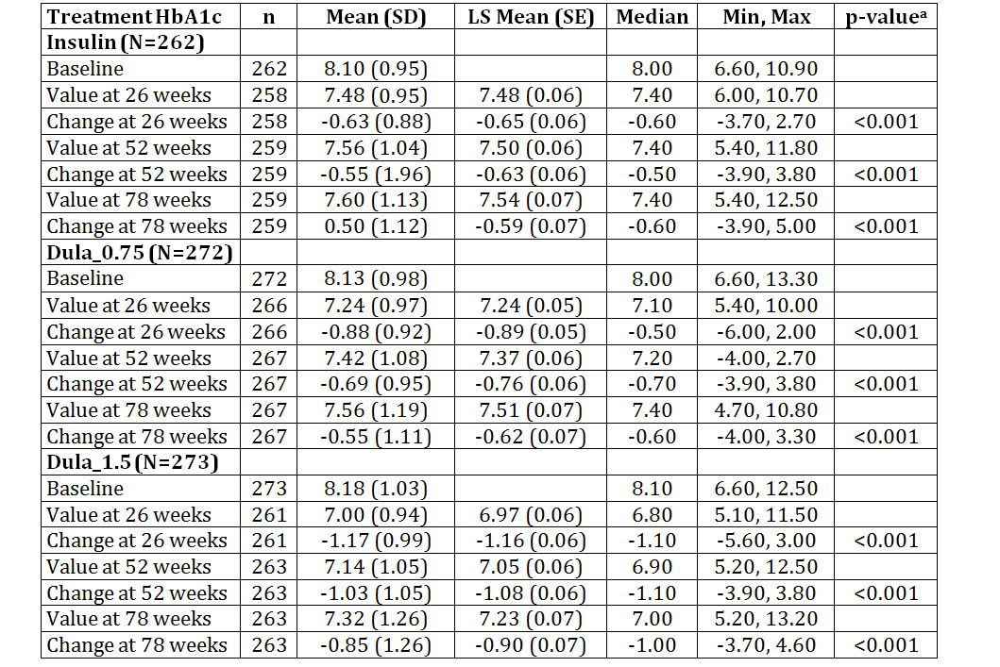 Treatment HbA1c n Mean (SD) LS Mean (SE) Median Min, Max p-valueᵃ
Insulin (N=262)
Baseline 262 8.10 (0.95) 8.00 6.60, 10.90
Value at 26 weeks 258 7.48 (0.95) 7.48 (0.06) 7.40 6.00, 10.70
Change at 26 weeks 258 -0.63 (0.88) -0.65 (0.06) -0.60 -3.70, 2.70 <0.001
Value at 52 weeks 259 7.56 (1.04) 7.50 (0.06) 7.40 5.40, 11.80
Change at 52 weeks 259 -0.55 (1.96) -0.63 (0.06) -0.50 -3.90, 3.80 <0.001
Value at 78 weeks 259 7.60 (1.13) 7.54 (0.07) 7.40 5.40, 12.50
Change at 78 weeks 259 0.50 (1.12) -0.59 (0.07) -0.60 -3.90, 5.00 <0.001
Dula_0.75 (N=272)
Baseline 272 8.13 (0.98) 8.00 6.60, 13.30
Value at 26 weeks 266 7.24 (0.97) 7.24 (0.05) 7.10 5.40, 10.00
Change at 26 weeks 266 -0.88 (0.92) -0.89 (0.05) -0.50 -6.00, 2.00 <0.001
Value at 52 weeks 267 7.42 (1.08) 7.37 (0.06) 7.20 -4.00, 2.70
Change at 52 weeks 267 -0.69 (0.95) -0.76 (0.06) -0.70 -3.90, 3.80 <0.001
Value at 78 weeks 267 7.56 (1.19) 7.51 (0.07) 7.40 4.70, 10.80
Change at 78 weeks 267 -0.55 (1.11) -0.62 (0.07) -0.60 -4.00, 3.30 <0.001
Dula_1.5 (N=273)
Baseline 273 8.18 (1.03) 8.10 6.60, 12.50
Value at 26 weeks 261 7.00 (0.94) 6.97 (0.06) 6.80 5.10, 11.50
Change at 26 weeks 261 -1.17 (0.99) -1.16 (0.06) -1.10 -5.60, 3.00 <0.001
Value at 52 weeks 263 7.14 (1.05) 7.05 (0.06) 6.90 5.20, 12.50
Change at 52 weeks 263 -1.03 (1.05) -1.08 (0.06) -1.10 -3.90, 3.80 <0.001
Value at 78 weeks 263 7.32 (1.26) 7.23 (0.07) 7.00 5.20, 13.20
Change at 78 weeks 263 -0.85 (1.26) -0.90 (0.07) -1.00 -3.70, 4.60 <0.001